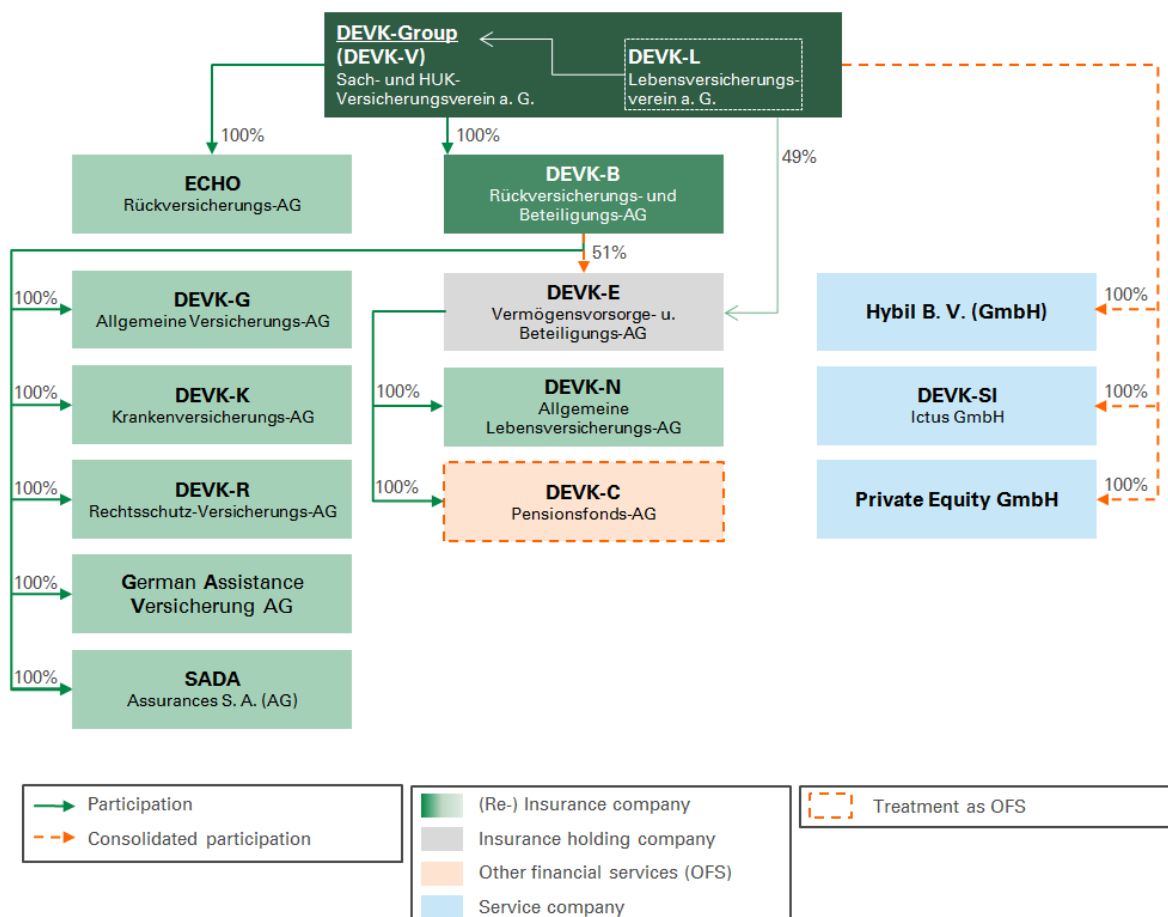 DEVK-Group
(DEVK-V)
Sach- und HUK-
Versicherungsverein a. G.
DEVK-L
Lebensversicherungs-
verein a. G.
100%
100%
49%
ECHO
Rückversicherungs-AG
DEVK-B
Rückversicherungs- und
Beteiligungs-AG
51%
100%
DEVK-G
Allgemeine Versicherungs-AG
DEVK-E
Vermögensvorsorge- u.
Beteiligungs-AG
Hybil B. V. (GmbH)
100%
100%
DEVK-K
Krankenversicherungs-AG
100%
DEVK-N
Allgemeine
Lebensversicherungs-AG
DEVK-SI
Ictus GmbH
100%
100%
DEVK-R
Rechtsschutz-Versicherungs-AG
100%
DEVK-C
Pensionsfonds-AG
Private Equity GmbH
100%
100%
German Assistance
Versicherung AG
100%
SADA
Assurances S. A. (AG)
Participation
Consolidated participation
(Re-) Insurance company
Insurance holding company
Other financial services (OFS)
Service company
Treatment as OFS